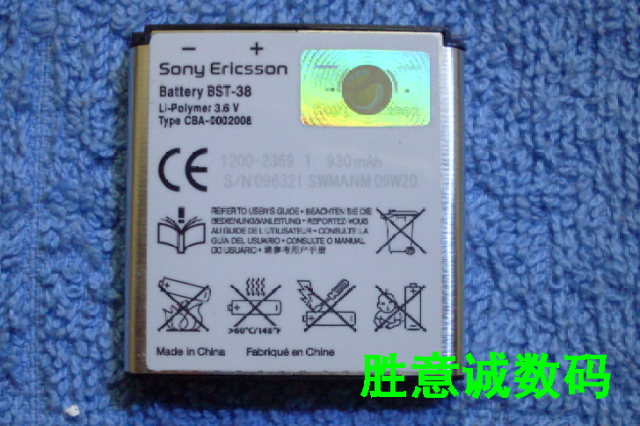 − +
Sony Ericsson
Battery BST-38
Li-Polymer 3.6 V
Type CBA-0002008
CE
1200-2369 1 930mAh
S/N 096321 SWMANM 09W20
REFER TO USER'S GUIDE • BEACHTEN SIE DIE
BEDIENUNGSANLEITUNG • REPORTEZ-VOUS
AU GUIDE DE L'UTILISATEUR • CONSULTE LA
GUÍA DEL USUARIO • CONSULTE O MANUAL
DO USUÁRIO • 请参考用户手册
>60°C/140°F
Made in China Fabriqué en Chine
胜意诚数码